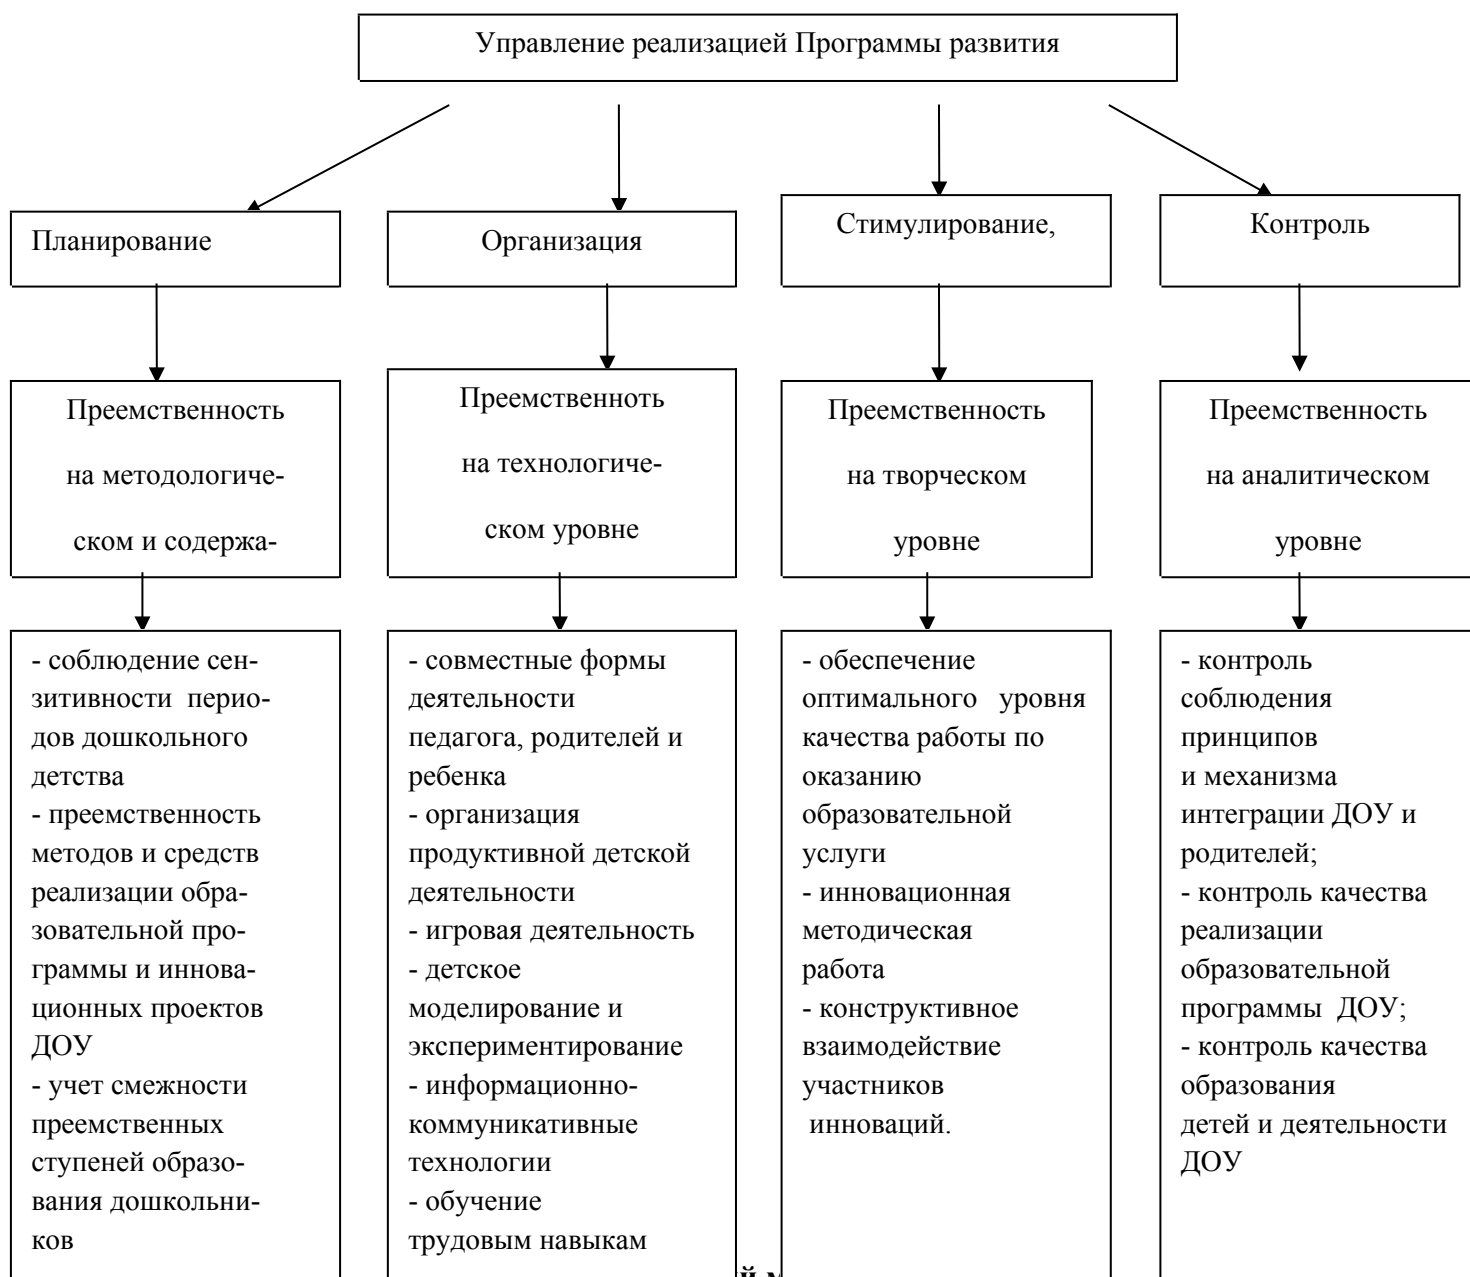 Управление реализацией Программы развития
Планирование
Организация
Стимулирование,
Контроль
Преемственность
на методологиче-
ском и содержа-
Преемственноть
на технологиче-
ском уровне
Преемственность
на творческом
уровне
Преемственность
на аналитическом
уровне
- соблюдение сен-
зитивности периo-
дов дошкольного
детства
- преемственность
методов и средств
реализации обра-
зовательной про-
граммы и иннова-
ционных проектов
ДОУ
- учет смежности
преемственных
ступеней образо-
вания дошкольни-
ков
- совместные формы
деятельности
педагога, родителей и
ребенка
- организация
продуктивной детской
деятельности
- игровая деятельность
- детское
моделирование и
экспериментирование
- информационно-
коммуникативные
технологии
- обучение
трудовым навыкам
- обеспечение
оптимального уровня
качества работы по
оказанию
образовательной
услуги
- инновационная
методическая
работа
- конструктивное
взаимодействие
участников
инноваций.
- контроль
соблюдения
принципов
и механизма
интеграции ДОУ и
родителей;
- контроль качества
реализации
образовательной
программы ДОУ;
- контроль качества
образования
детей и деятельности
ДОУ